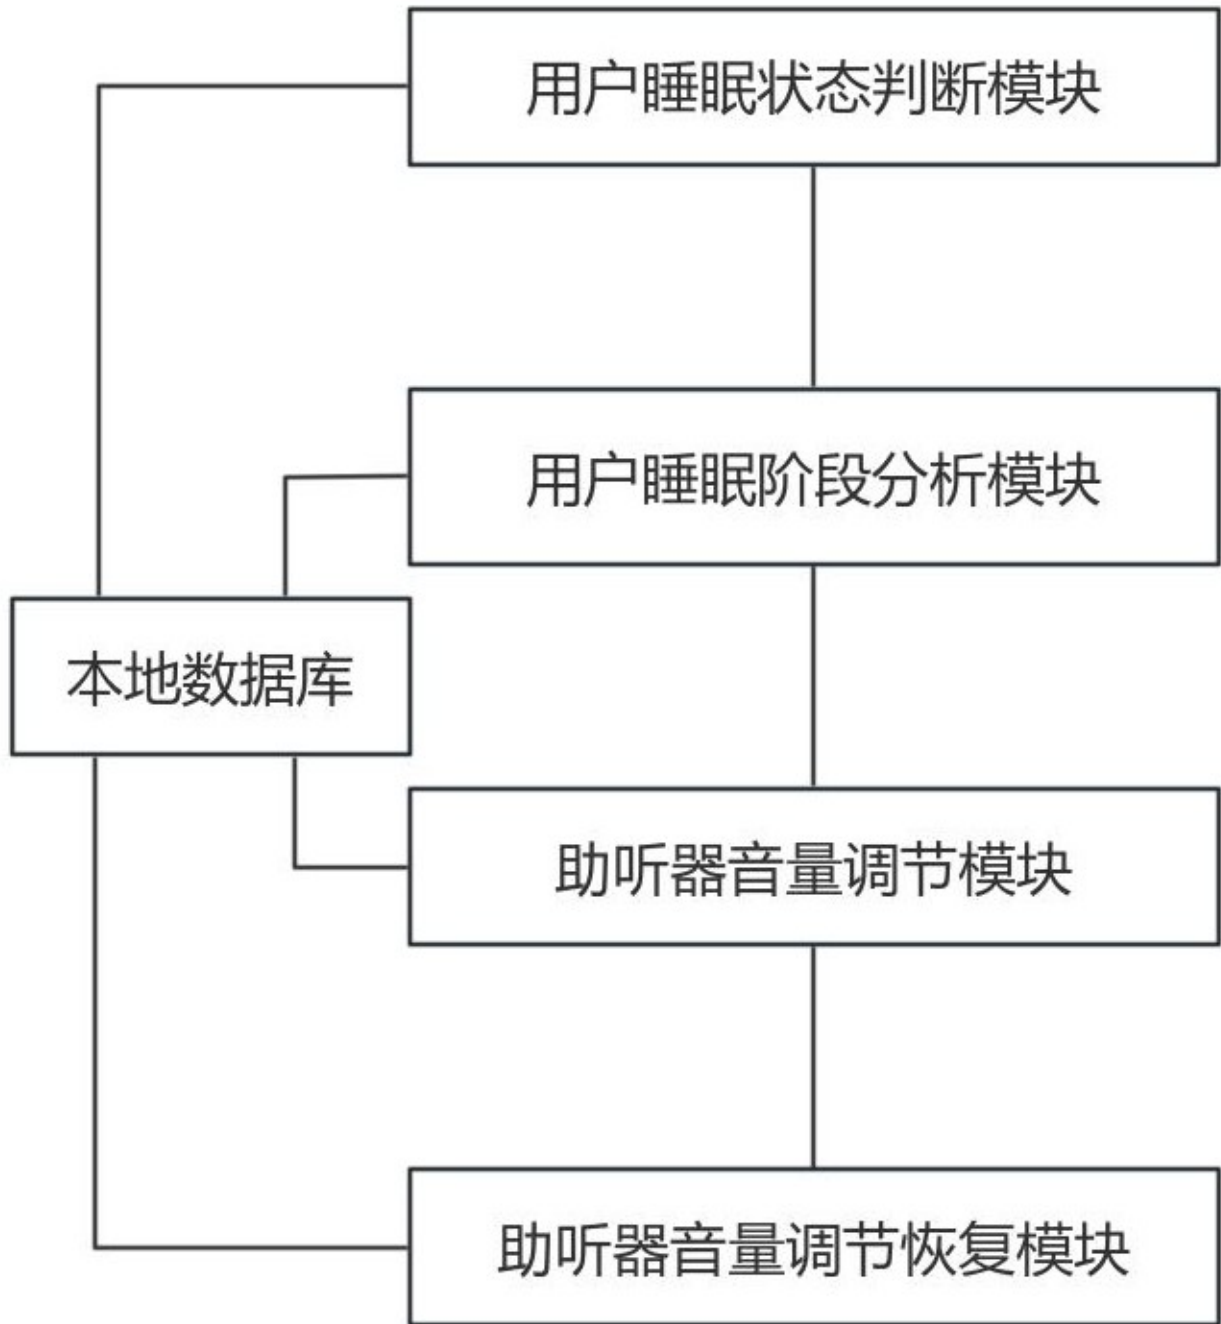 用户睡眠状态判断模块
用户睡眠阶段分析模块
本地数据库
助听器音量调节模块
助听器音量调节恢复模块